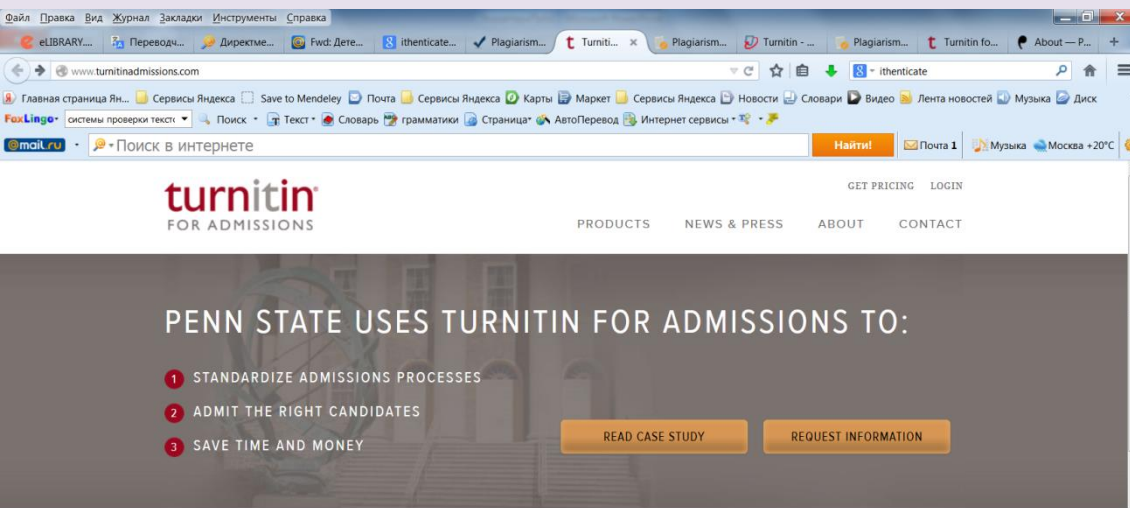 Файл Правка Вид Журнал Закладки Инструменты Справка
eLIBRARY.... Переводч... Директме... Fwd: Дете... ithenticate... Plagiarism... Turniti... × Plagiarism... Turnitin - ... Plagiarism... Turnitin fo... About — P... +
www.turnitinadmissions.com ithenticate
Главная страница Ян... Сервисы Яндекса Save to Mendeley Почта Сервисы Яндекса Карты Маркет Сервисы Яндекса Новости Словари Видео Лента новостей Музыка Диск
FoxLingo системы проверки текст Поиск Текст Словарь грамматики Страница АвтоПеревод Интернет сервисы
@mail.ru Поиск в интернете Найти! Почта 1 Музыка Москва +20°C
GET PRICING LOGIN
turnitin
FOR ADMISSIONS
PRODUCTS NEWS & PRESS ABOUT CONTACT
PENN STATE USES TURNITIN FOR ADMISSIONS TO:
1 STANDARDIZE ADMISSIONS PROCESSES
2 ADMIT THE RIGHT CANDIDATES
3 SAVE TIME AND MONEY
READ CASE STUDY REQUEST INFORMATION